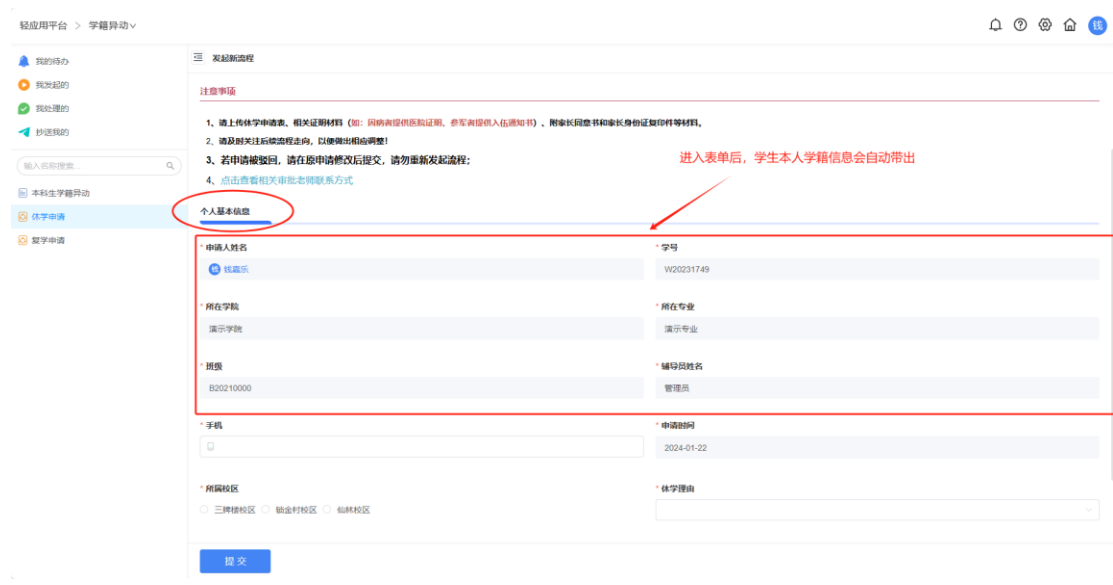 轻应用平台 > 学籍异动
钱
我的待办
发起新流程
我发起的
注意事项
我处理的
抄送我的
1、请上传休学申请表、相关证明材料（如：因病者提供医院证明、参军者提供入伍通知书）、附家长同意书和家长身份证复印件等材料。
2、请及时关注后续流程走向，以便做出相应调整！
3、若申请被驳回，请在原申请修改后提交，请勿重新发起流程；
进入表单后，学生本人学籍信息会自动带出
输入名称搜索...
4、点击查看相关审批老师联系方式
本科生学籍异动
休学申请
个人基本信息
复学申请
* 申请人姓名
* 学号
钱 钱嘉乐
W20231749
* 所在学院
* 所在专业
演示学院
演示专业
* 班级
* 辅导员姓名
B20210000
管理员
* 手机
* 申请时间
2024-01-22
* 所属校区
* 休学理由
三牌楼校区 锁金村校区 仙林校区
提 交